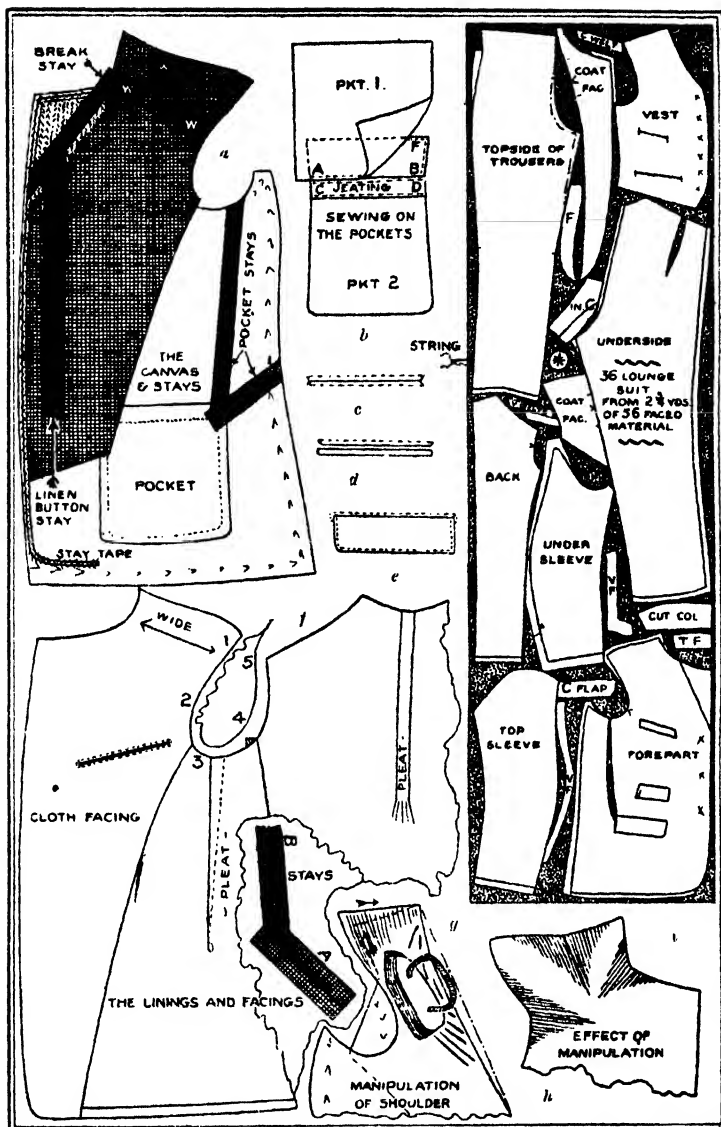 BREAK
STAY
W
W
a
THE
CANVAS
& STAYS
POCKET STAYS
POCKET
LINEN
BUTTON
STAY
STAY TAPE
PKT. 1.
F
A
B
C
JEATING
D
SEWING ON
THE POCKETS
PKT 2
b
STRING
c
d
e
COAT
FAC
VEST
TOPSIDE OF
TROUSERS
F
IN. C
UNDERSIDE
36 LOUNGE
SUIT
FROM 2¾ YDS.
OF 56 FACED
MATERIAL
COAT
FAC.
BACK
UNDER
SLEEVE
V F
CUT COL
T F
C FLAP
TOP
SLEEVE
FOREPART
WIDE
1
5
2
4
3
f
CLOTH FACING
PLEAT
PLEAT
B
STAYS
A
THE LININGS AND FACINGS
g
MANIPULATION
OF SHOULDER
EFFECT OF
MANIPULATION
h
i